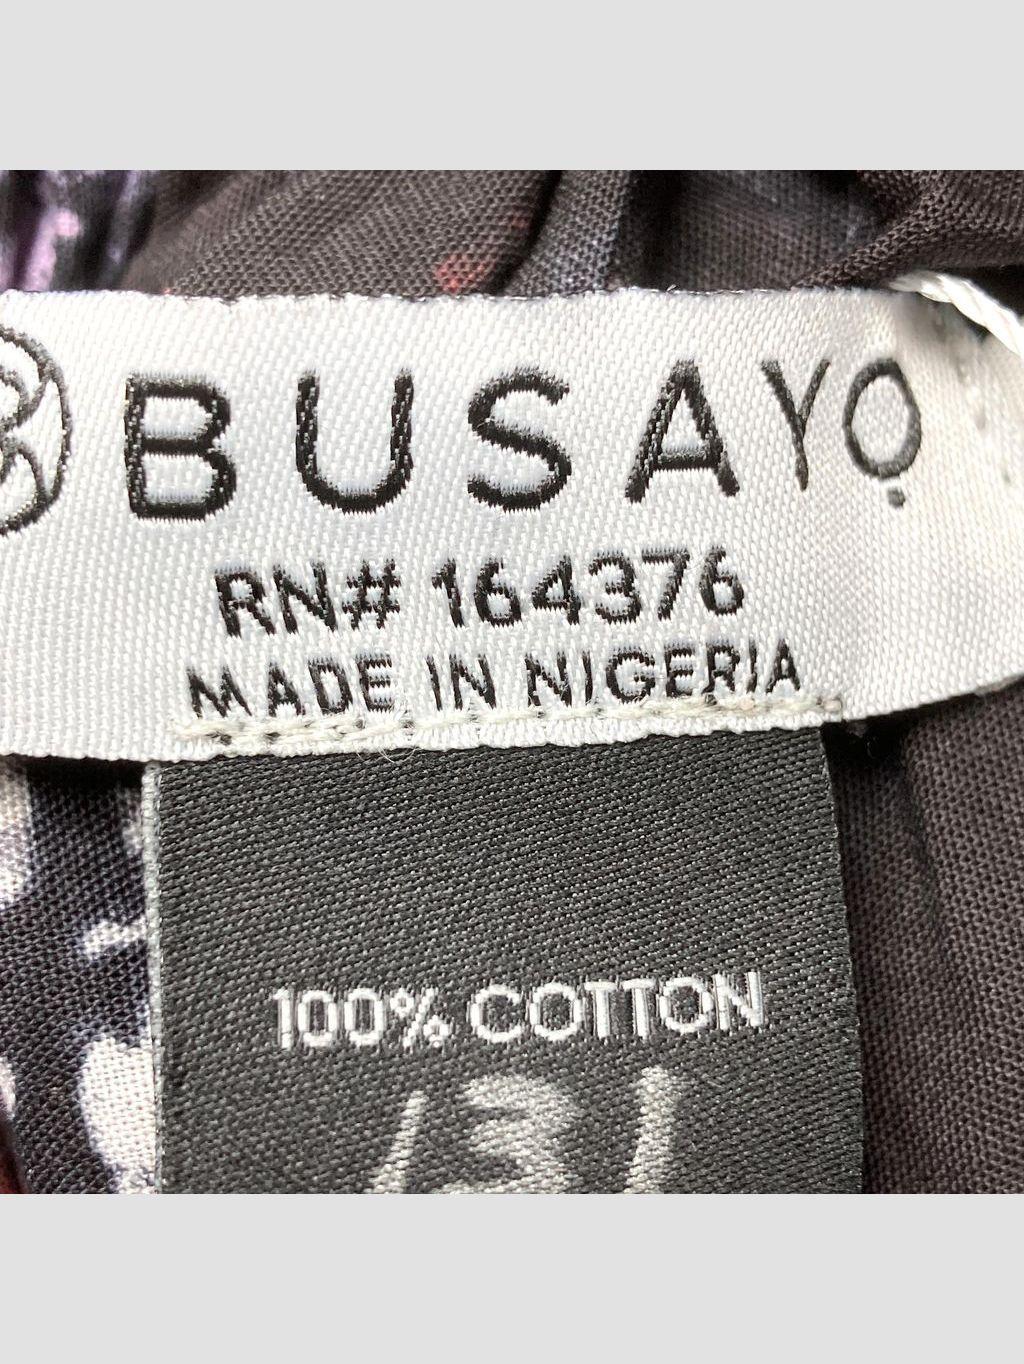 BUSAYỌ
RN# 164376
MADE IN NIGERIA
100% COTTON